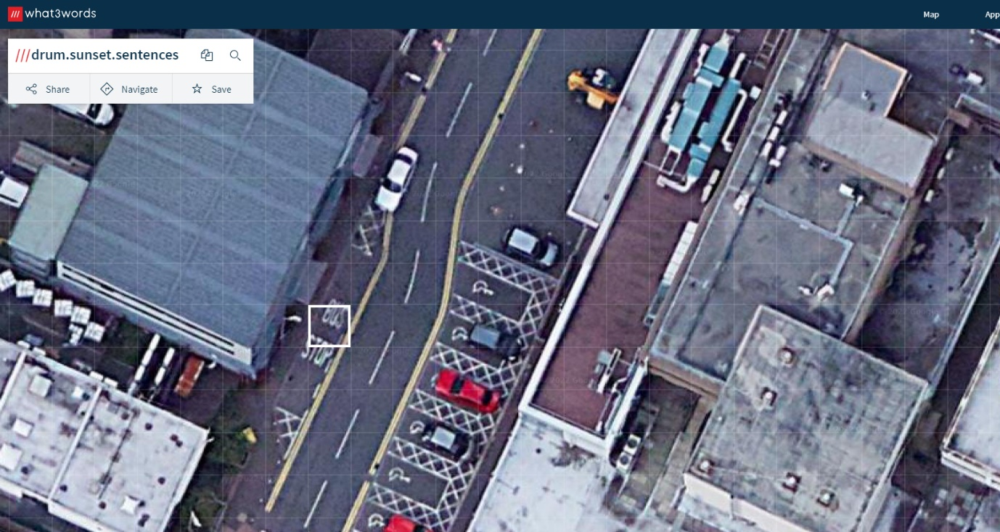 /// what3words
Map
App
///drum.sunset.sentences
Share
Navigate
Save